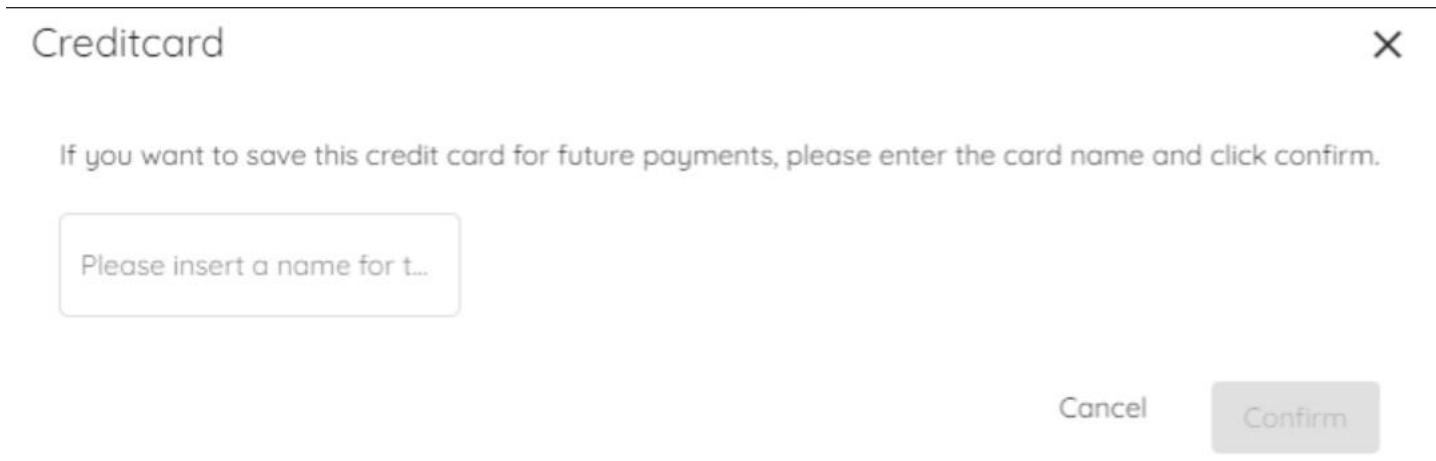 Creditcard
If you want to save this credit card for future payments, please enter the card name and click confirm.
Please insert a name for t...
Cancel
Confirm